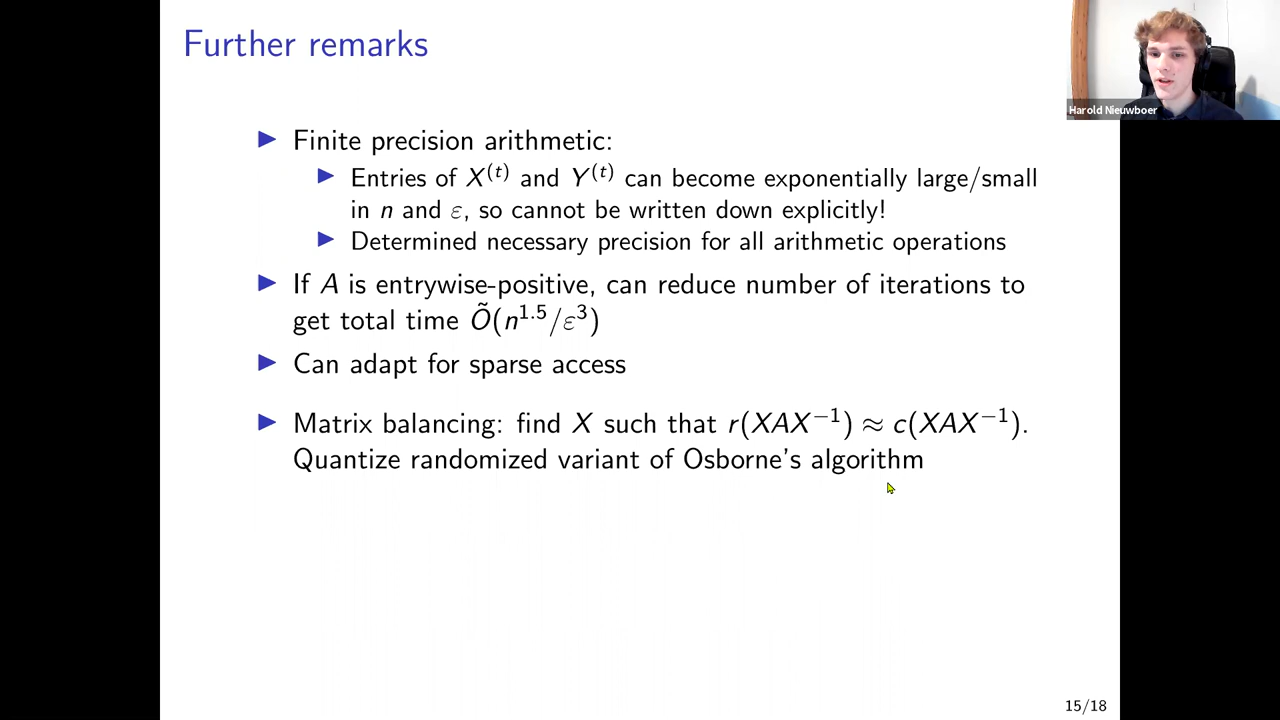 Further remarks
Harold Nieuwboer
▶ Finite precision arithmetic:
▶ Entries of X^(t) and Y^(t) can become exponentially large/small
in n and ε, so cannot be written down explicitly!
▶ Determined necessary precision for all arithmetic operations
▶ If A is entrywise-positive, can reduce number of iterations to
get total time Õ(n^1.5/ε^3)
▶ Can adapt for sparse access
▶ Matrix balancing: find X such that r(XAX^−1) ≈ c(XAX^−1).
Quantize randomized variant of Osborne's algorithm
15/18